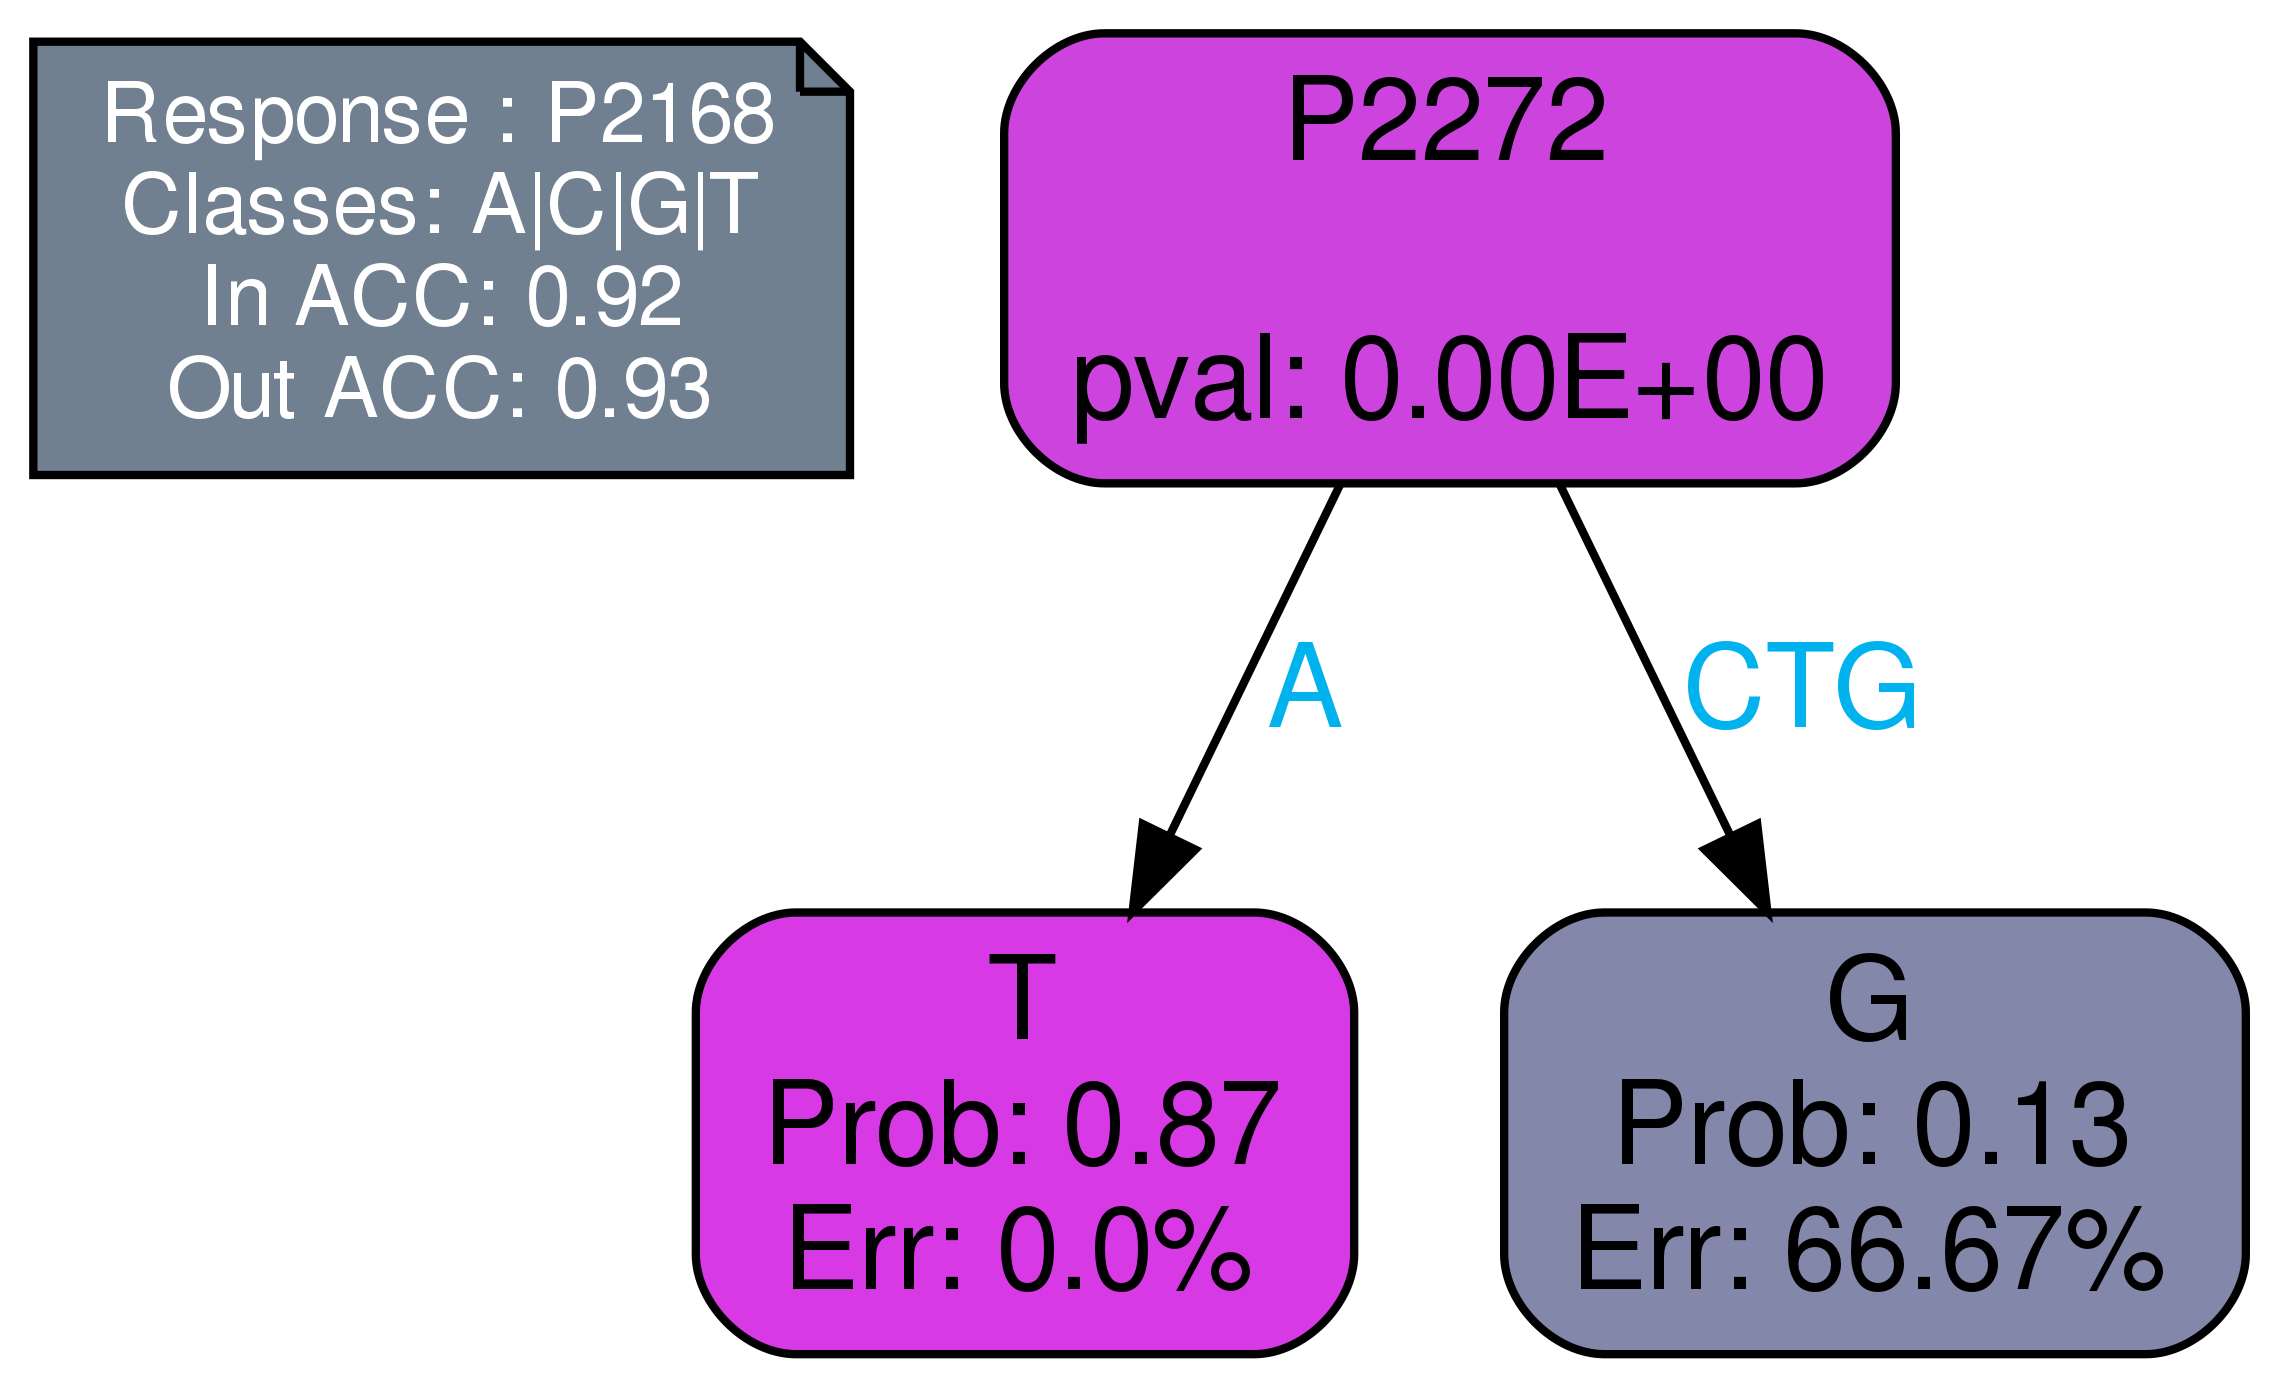 Response : P2168
Classes: A|C|G|T
In ACC: 0.92
Out ACC: 0.93
P2272
pval: 0.00E+00
A
CTG
T
Prob: 0.87
Err: 0.0%
G
Prob: 0.13
Err: 66.67%